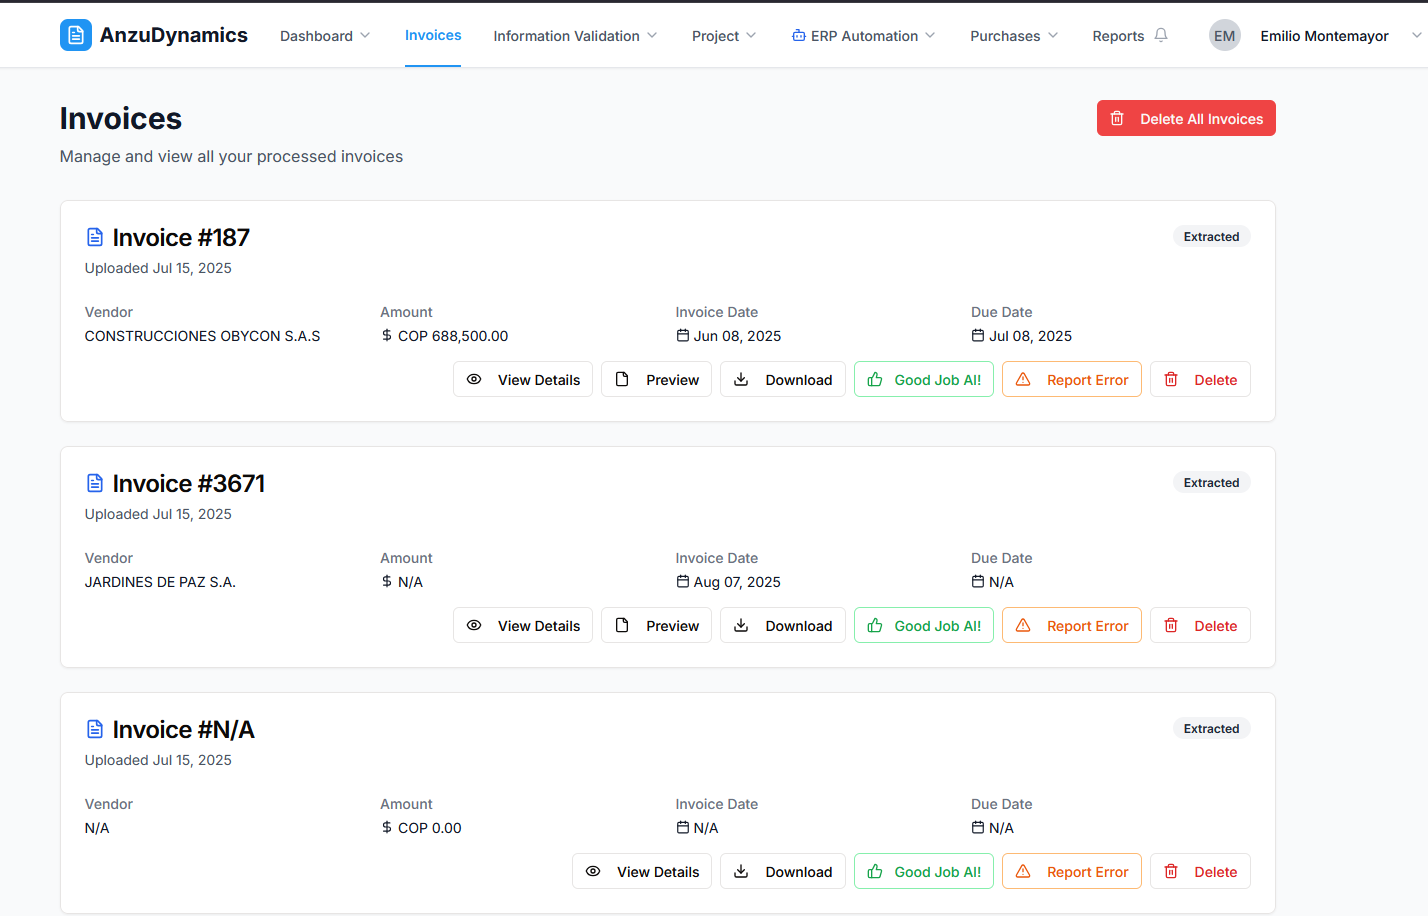 AnzuDynamics Dashboard Invoices Information Validation Project ERP Automation Purchases Reports EM Emilio Montemayor
Invoices
Delete All Invoices
Manage and view all your processed invoices
Invoice #187
Extracted
Uploaded Jul 15, 2025
Vendor Amount Invoice Date Due Date
CONSTRUCCIONES OBYCON S.A.S $ COP 688,500.00 Jun 08, 2025 Jul 08, 2025
View Details Preview Download Good Job AI! Report Error Delete
Invoice #3671
Extracted
Uploaded Jul 15, 2025
Vendor Amount Invoice Date Due Date
JARDINES DE PAZ S.A. $ N/A Aug 07, 2025 N/A
View Details Preview Download Good Job AI! Report Error Delete
Invoice #N/A
Extracted
Uploaded Jul 15, 2025
Vendor Amount Invoice Date Due Date
N/A $ COP 0.00 N/A N/A
View Details Download Good Job AI! Report Error Delete